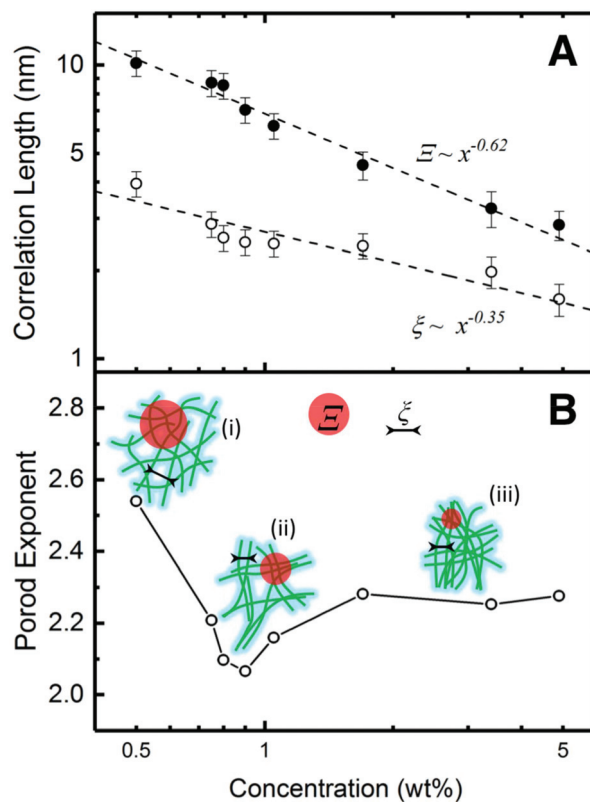 A
Correlation Length (nm)
10
5
1
Ξ ~ x^-0.62
ξ ~ x^-0.35
B
Porod Exponent
2.8
2.6
2.4
2.2
2.0
(i)
Ξ
ξ
(ii)
(iii)
0.5
1
5
Concentration (wt%)